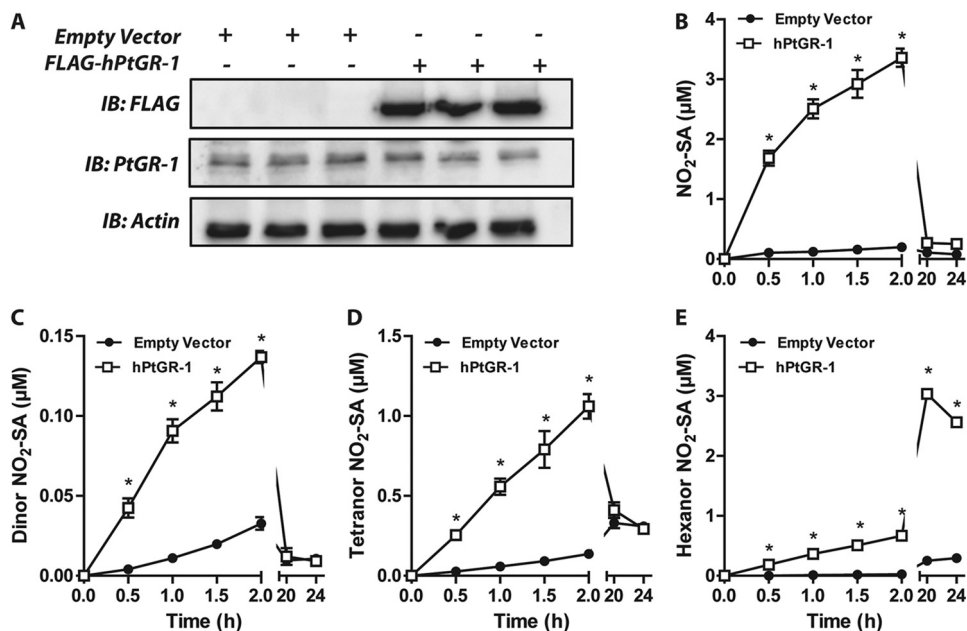 A
Empty Vector + + + - - -
FLAG-hPtGR-1 - - - + + +
IB: FLAG
IB: PtGR-1
IB: Actin
B
Empty Vector
hPtGR-1
NO₂-SA (µM)
4
3
2
1
0
* * * *
0.0 0.5 1.0 1.5 2.0 20 24
C
Empty Vector
hPtGR-1
Dinor NO₂-SA (µM)
0.15
0.10
0.05
0.00
* * * *
0.0 0.5 1.0 1.5 2.0 20 24
Time (h)
D
Empty Vector
hPtGR-1
Tetranor NO₂-SA (µM)
1.5
1.0
0.5
0.0
* * * *
0.0 0.5 1.0 1.5 2.0 20 24
Time (h)
E
Empty Vector
hPtGR-1
Hexanor NO₂-SA (µM)
4
3
2
1
0
* * * * * *
0.0 0.5 1.0 1.5 2.0 20 24
Time (h)